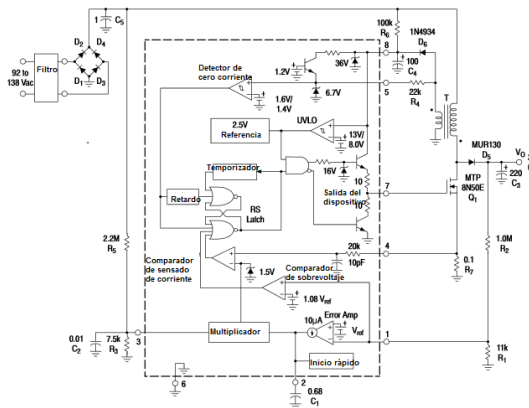 1
C5
D2
D4
D1
D3
92 to
138 Vac
Filtro
100k
R6
1N4934
D6
8
100
C4
5
22k
R4
T
MUR130
D5
VO
220
C3
MTP
8N50E
Q1
7
4
0.1
R7
1.0M
R2
11k
R1
1
Detector de
cero corriente
1.2V
36V
6.7V
1.6V/
1.4V
UVLO
2.5V
Referencia
13V/
8.0V
16V
10
10
Salida del
dispositivo
Temporizador
Retardo
RS
Latch
Comparador
de sensado
de corriente
20k
10pF
1.5V
Comparador
de sobrevoltaje
1.08 Vref
Error Amp
10µA
Vref
Multiplicador
Inicio rápido
2.2M
R5
0.01
C2
7.5k
R3
3
6
2
0.68
C1